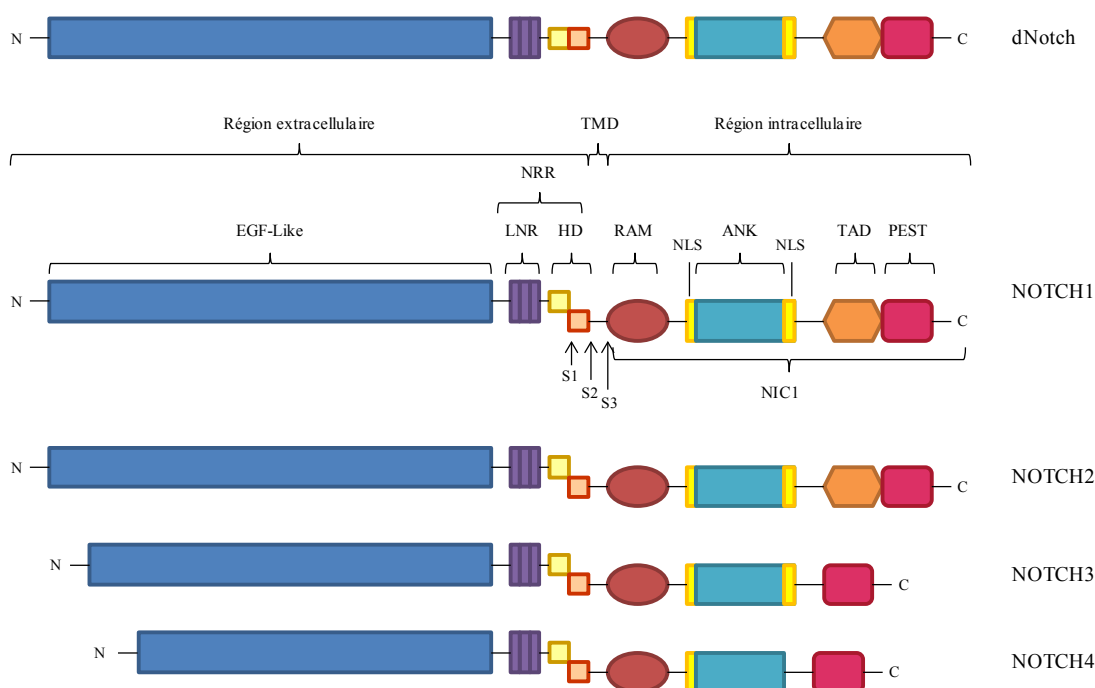 N C dNotch
Région extracellulaire TMD Région intracellulaire
NRR
EGF-Like LNR HD RAM NLS ANK NLS TAD PEST
N C NOTCH1
S1 S2 S3 NIC1
N C NOTCH2
N C NOTCH3
N C NOTCH4